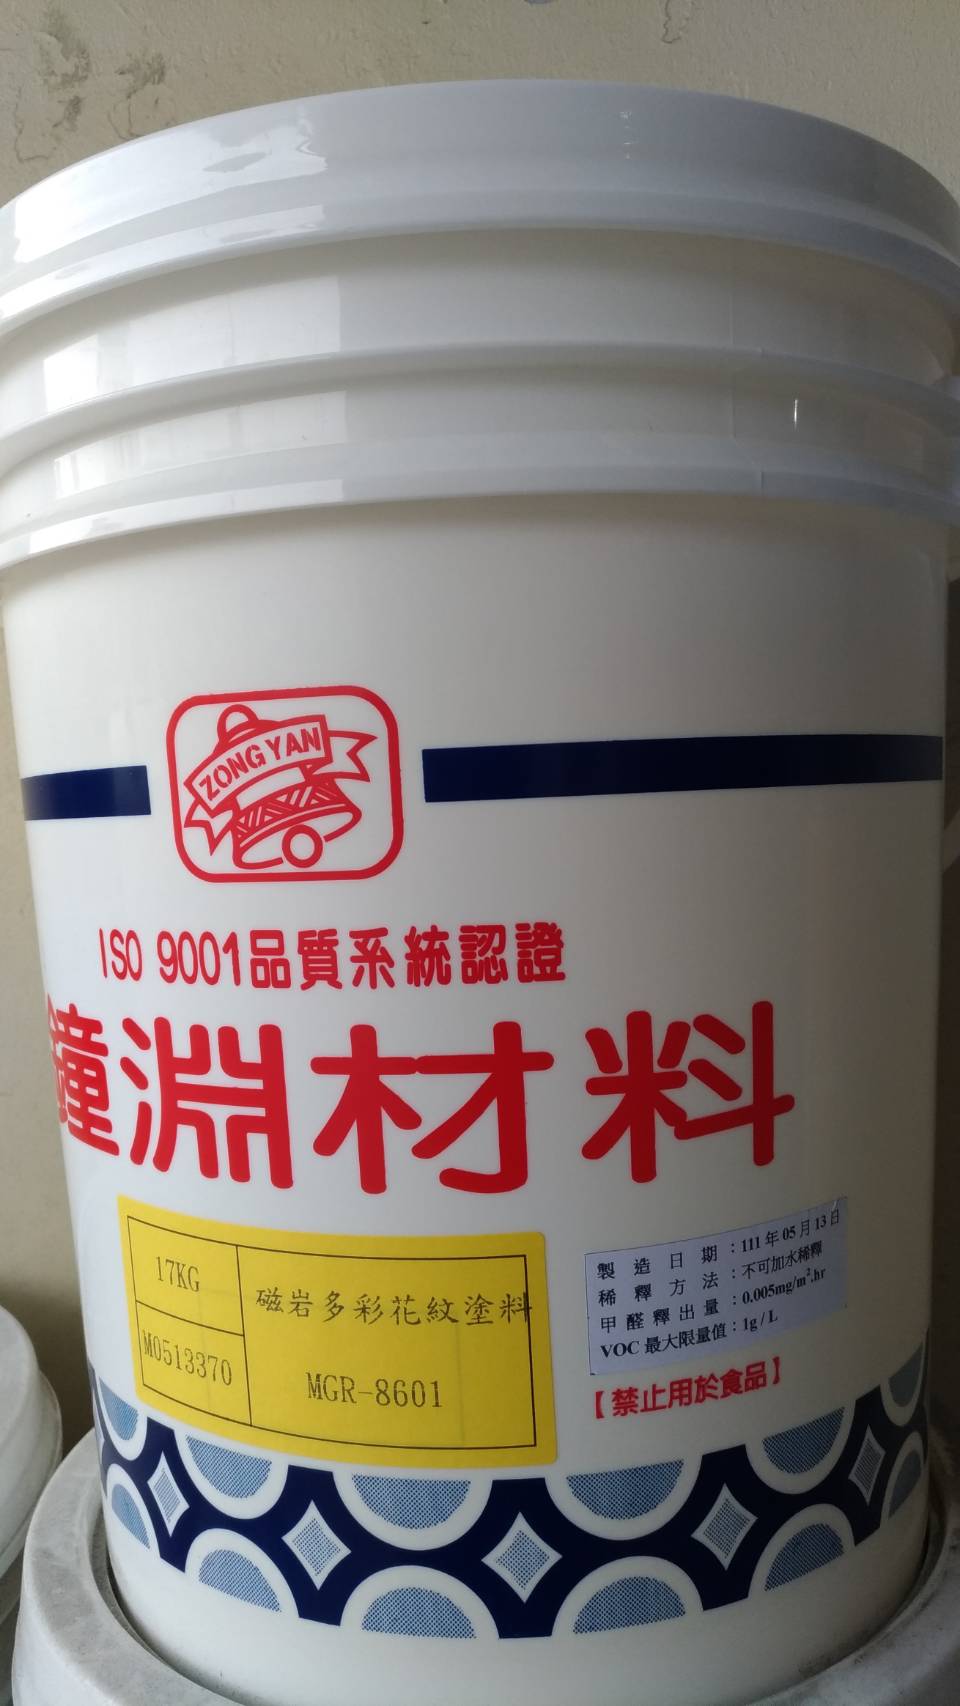 ZONG YAN
ISO 9001品質系統認證
鐘淵材料
17KG
磁岩多彩花紋塗料
M0513370
MGR-8601
製造日期：111年05月13日
稀釋方法：不可加水稀釋
甲醛釋出量：0.005mg/m².hr
VOC最大限量值：1g/L
【禁止用於食品】